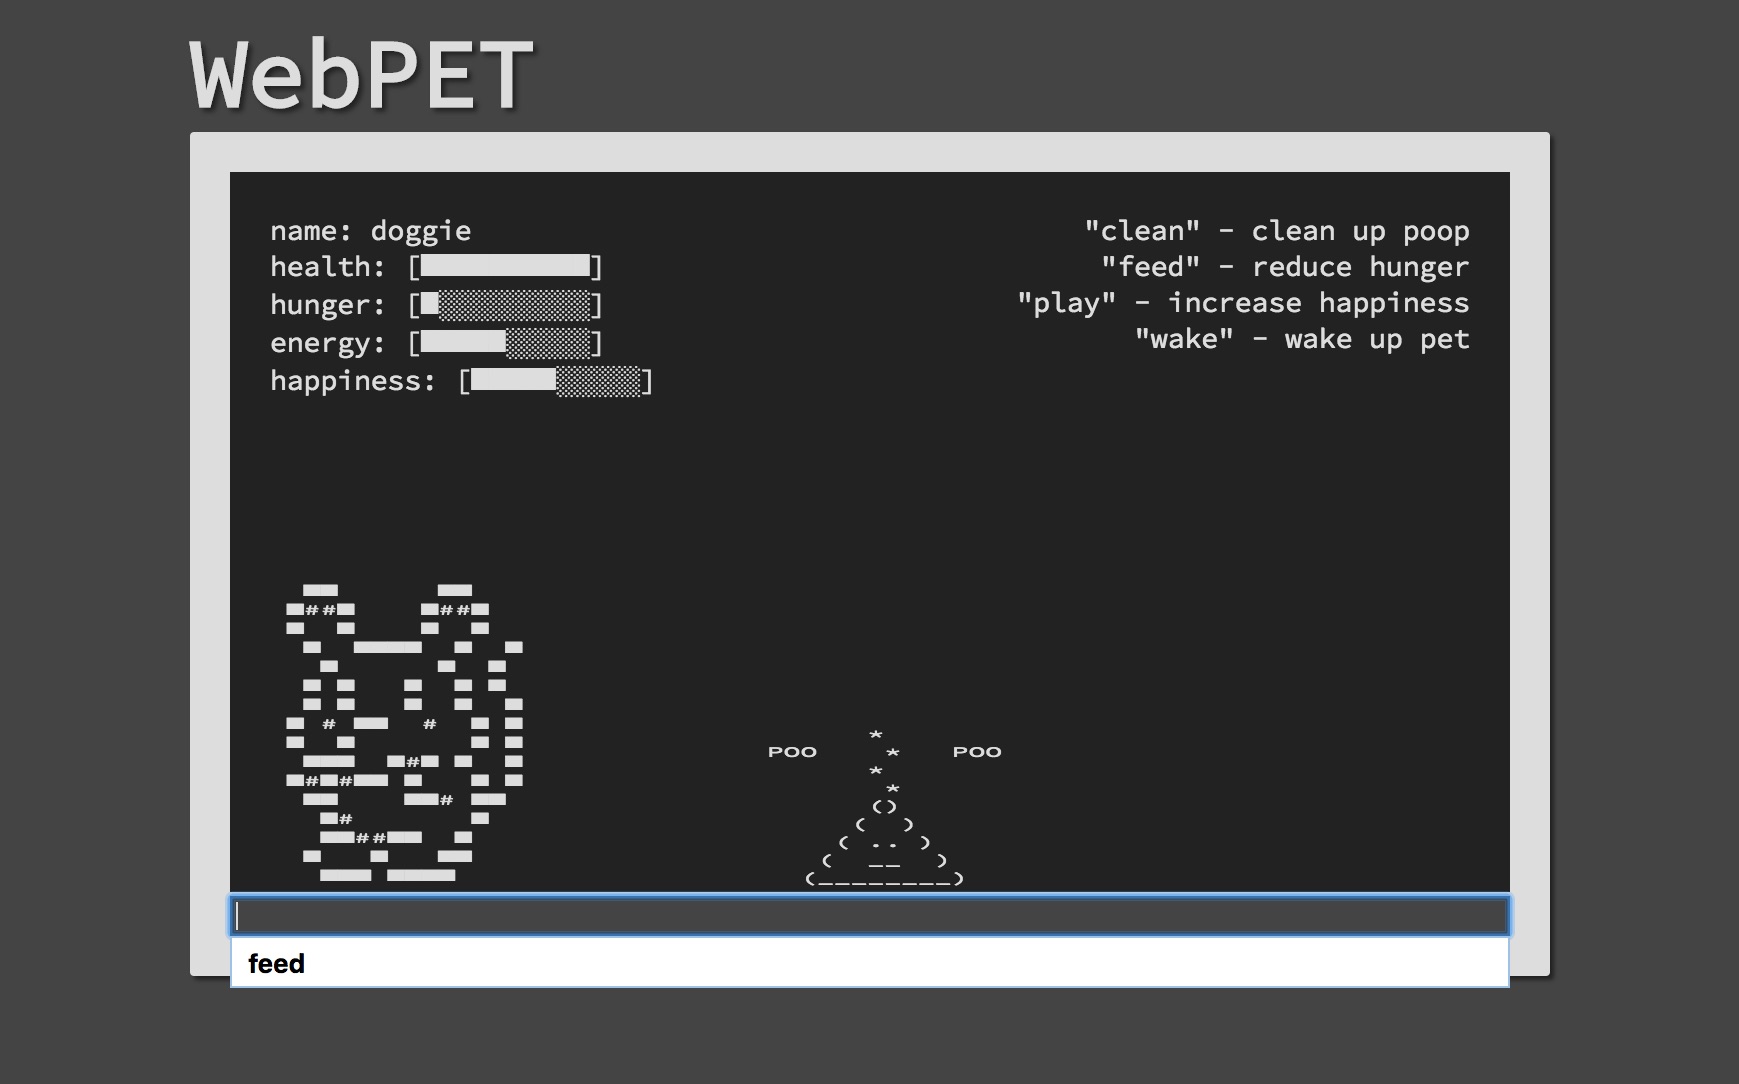 WebPET
name: doggie
health: [██████████]
hunger: [█░░░░░░░░░]
energy: [█████░░░░░]
happiness: [█████░░░░░]
"clean" - clean up poop
"feed" - reduce hunger
"play" - increase happiness
"wake" - wake up pet
POO POO
feed